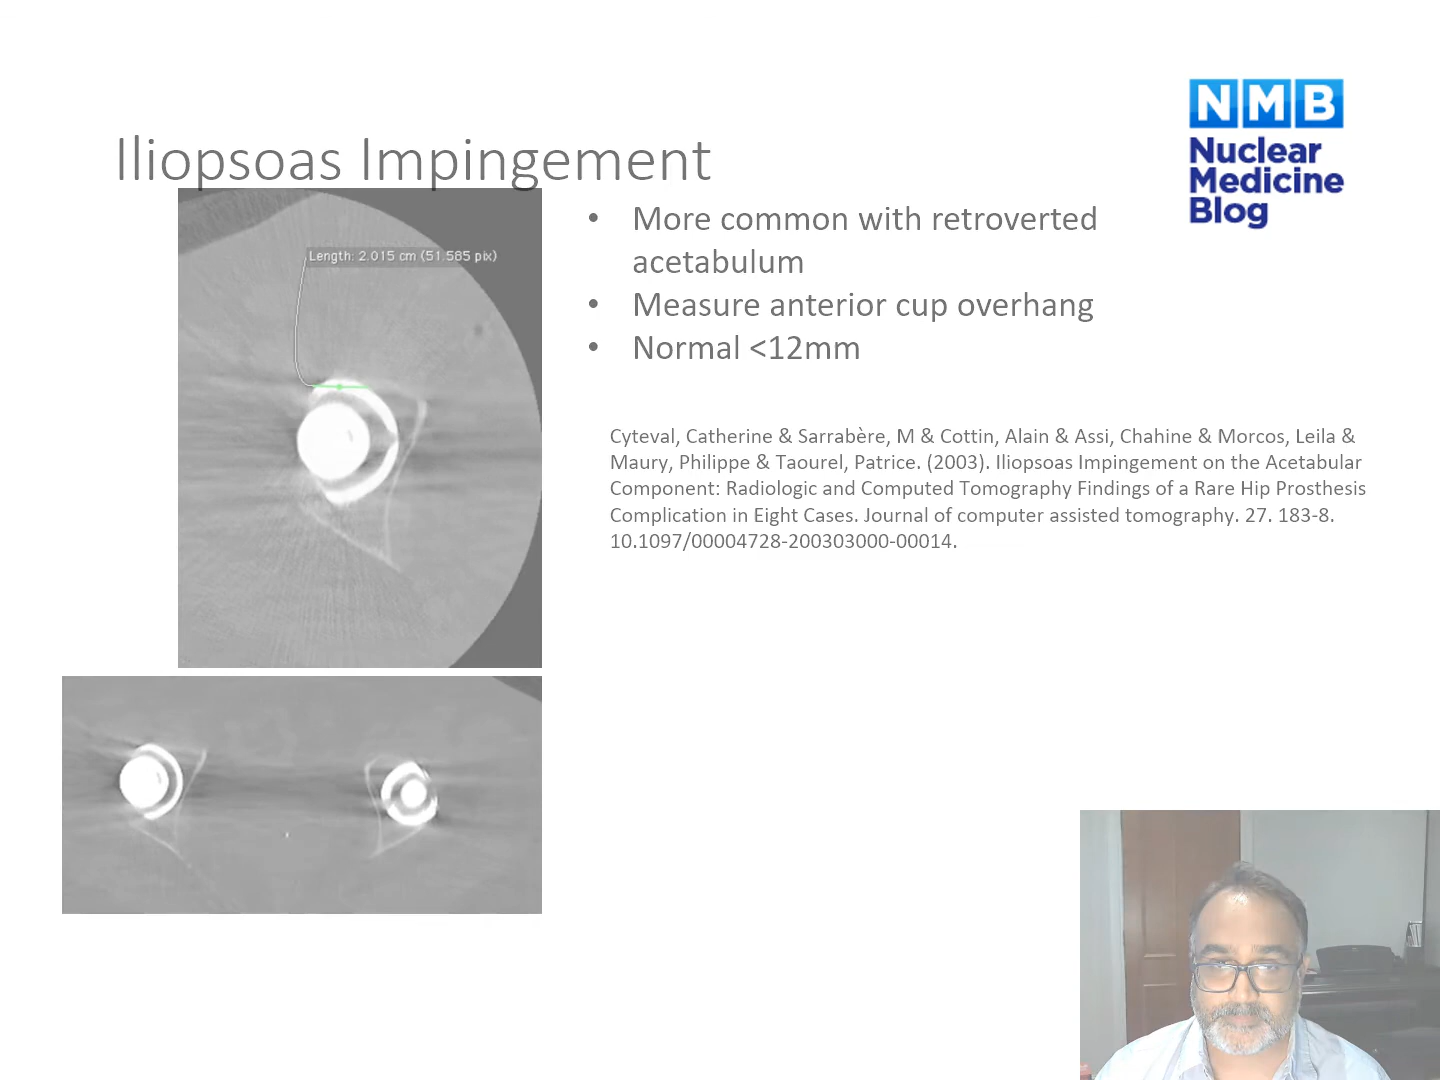 Iliopsoas Impingement
NMB
Nuclear
Medicine
Blog
Length: 2.015 cm (51.585 pix)
• More common with retroverted
acetabulum
• Measure anterior cup overhang
• Normal <12mm
Cyteval, Catherine & Sarrabère, M & Cottin, Alain & Assi, Chahine & Morcos, Leila &
Maury, Philippe & Taourel, Patrice. (2003). Iliopsoas Impingement on the Acetabular
Component: Radiologic and Computed Tomography Findings of a Rare Hip Prosthesis
Complication in Eight Cases. Journal of computer assisted tomography. 27. 183-8.
10.1097/00004728-200303000-00014.